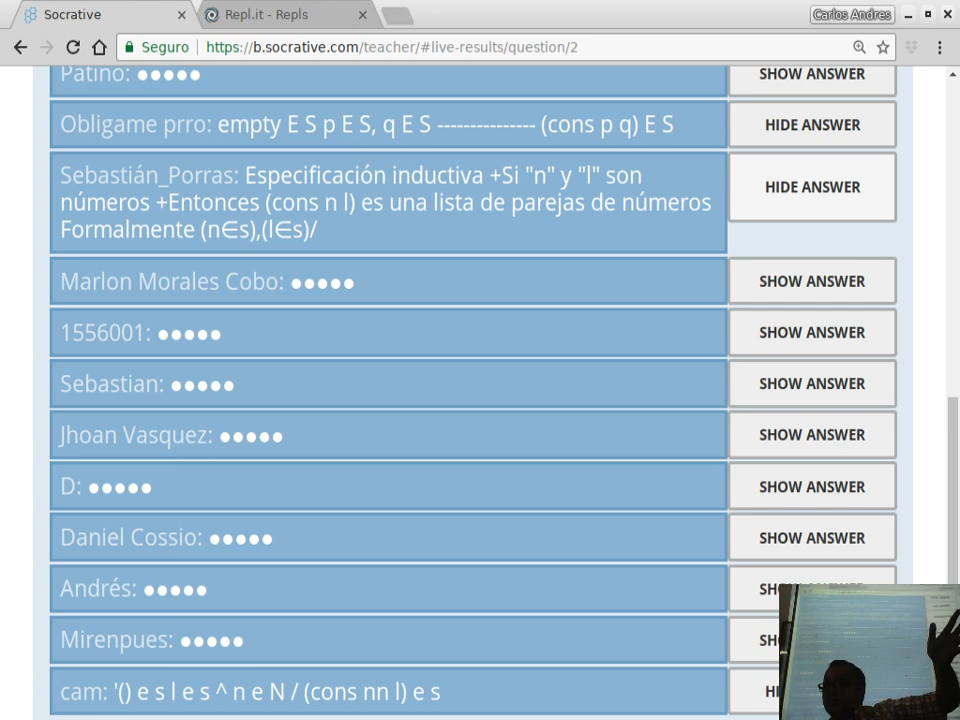 Socrative
Repl.it - Repls
Carlos Andres
Seguro
https://b.socrative.com/teacher/#live-results/question/2
Patiño: ●●●●●
SHOW ANSWER
Obligame prro: empty E S p E S, q E S --------------- (cons p q) E S
HIDE ANSWER
Sebastián_Porras: Especificación inductiva +Si "n" y "l" son
números +Entonces (cons n l) es una lista de parejas de números
Formalmente (n∈s),(l∈s)/
HIDE ANSWER
Marlon Morales Cobo: ●●●●●
SHOW ANSWER
1556001: ●●●●●
SHOW ANSWER
Sebastian: ●●●●●
SHOW ANSWER
Jhoan Vasquez: ●●●●●
SHOW ANSWER
D: ●●●●●
SHOW ANSWER
Daniel Cossio: ●●●●●
SHOW ANSWER
Andrés: ●●●●●
Mirenpues: ●●●●●
cam: '() e s l e s ^ n e N / (cons nn l) e s